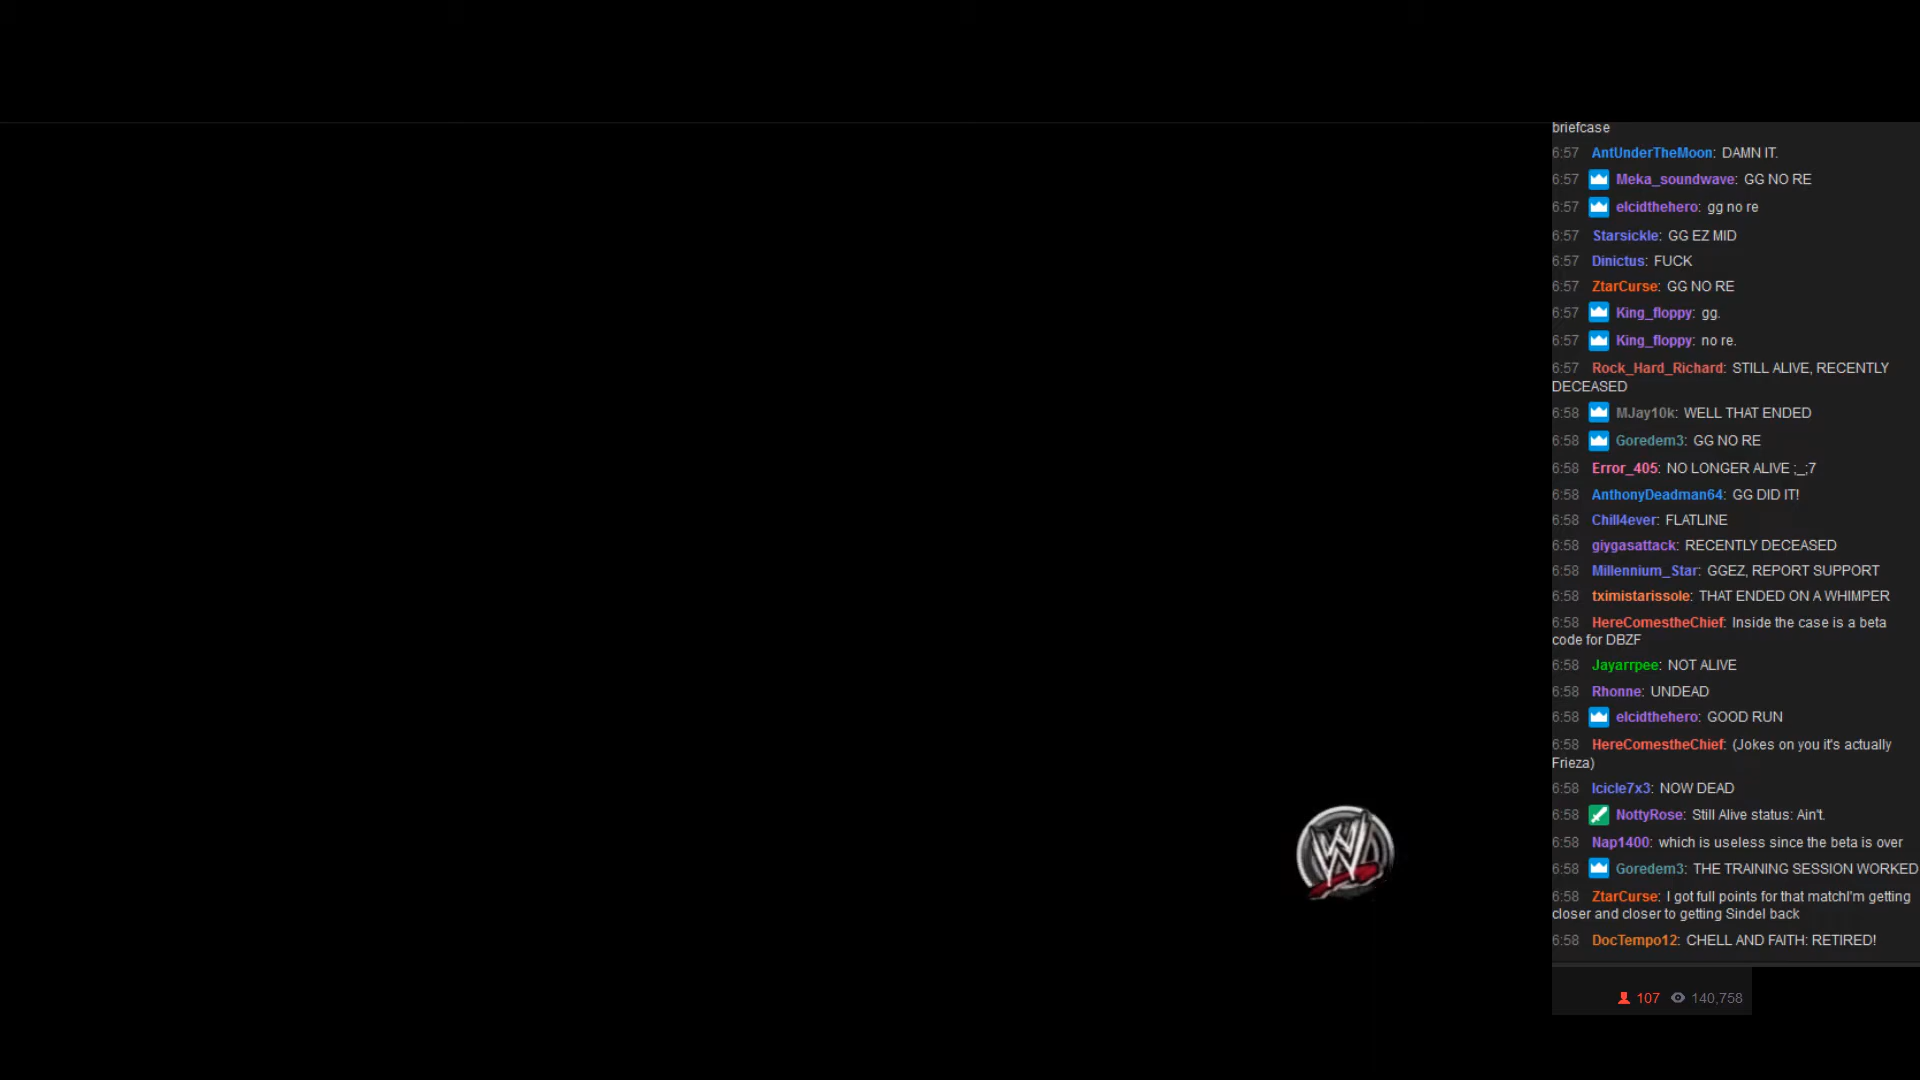 briefcase
6:57 AntUnderTheMoon: DAMN IT.
6:57 Meka_soundwave: GG NO RE
6:57 elcidthehero: gg no re
6:57 Starsickle: GG EZ MID
6:57 Dinictus: FUCK
6:57 ZtarCurse: GG NO RE
6:57 King_floppy: gg.
6:57 King_floppy: no re.
6:57 Rock_Hard_Richard: STILL ALIVE, RECENTLY
DECEASED
6:58 MJay10k: WELL THAT ENDED
6:58 Goredem3: GG NO RE
6:58 Error_405: NO LONGER ALIVE ;_;7
6:58 AnthonyDeadman64: GG DID IT!
6:58 Chill4ever: FLATLINE
6:58 giygasattack: RECENTLY DECEASED
6:58 Millennium_Star: GGEZ, REPORT SUPPORT
6:58 tximistarissole: THAT ENDED ON A WHIMPER
6:58 HereComestheChief: Inside the case is a beta
code for DBZF
6:58 Jayarrpee: NOT ALIVE
6:58 Rhonne: UNDEAD
6:58 elcidthehero: GOOD RUN
6:58 HereComestheChief: (Jokes on you it's actually
Frieza)
6:58 Icicle7x3: NOW DEAD
6:58 NottyRose: Still Alive status: Ain't.
6:58 Nap1400: which is useless since the beta is over
6:58 Goredem3: THE TRAINING SESSION WORKED
6:58 ZtarCurse: I got full points for that matchI'm getting
closer and closer to getting Sindel back
6:58 DocTempo12: CHELL AND FAITH: RETIRED!
W
107 140,758